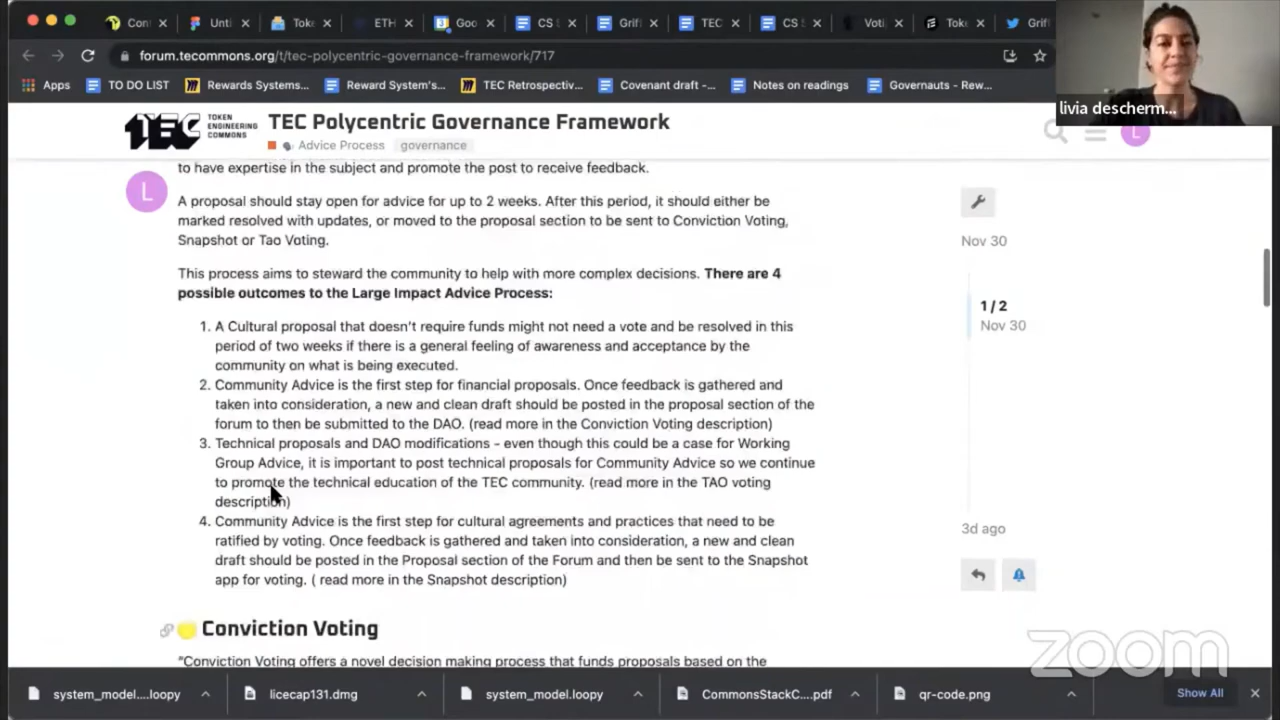 Con
Unti
Toke
ETH
Goo
CS
Grif
TEC
CS
Voti
Toke
Grif
forum.tecommons.org/t/tec-polycentric-governance-framework/717
Apps
TO DO LIST
Rewards Systems...
Reward System's...
TEC Retrospectiv...
Covenant draft -...
Notes on readings
Governauts - Rew...
livia descherm...
TEC
TOKEN
ENGINEERING
COMMONS
TEC Polycentric Governance Framework
Advice Process
governance
L
to have expertise in the subject and promote the post to receive feedback.
L
A proposal should stay open for advice for up to 2 weeks. After this period, it should either be
marked resolved with updates, or moved to the proposal section to be sent to Conviction Voting,
Snapshot or Tao Voting.
Nov 30
This process aims to steward the community to help with more complex decisions. There are 4
possible outcomes to the Large Impact Advice Process:
1 / 2
Nov 30
1. A Cultural proposal that doesn't require funds might not need a vote and be resolved in this
period of two weeks if there is a general feeling of awareness and acceptance by the
community on what is being executed.
2. Community Advice is the first step for financial proposals. Once feedback is gathered and
taken into consideration, a new and clean draft should be posted in the proposal section of the
forum to then be submitted to the DAO. (read more in the Conviction Voting description)
3. Technical proposals and DAO modifications - even though this could be a case for Working
Group Advice, it is important to post technical proposals for Community Advice so we continue
to promote the technical education of the TEC community. (read more in the TAO voting
description)
4. Community Advice is the first step for cultural agreements and practices that need to be
ratified by voting. Once feedback is gathered and taken into consideration, a new and clean
draft should be posted in the Proposal section of the Forum and then be sent to the Snapshot
app for voting. ( read more in the Snapshot description)
3d ago
Conviction Voting
"Conviction Voting offers a novel decision making process that funds proposals based on the
zoom
system_model....loopy
licecap131.dmg
system_model.loopy
CommonsStackC....pdf
qr-code.png
Show All